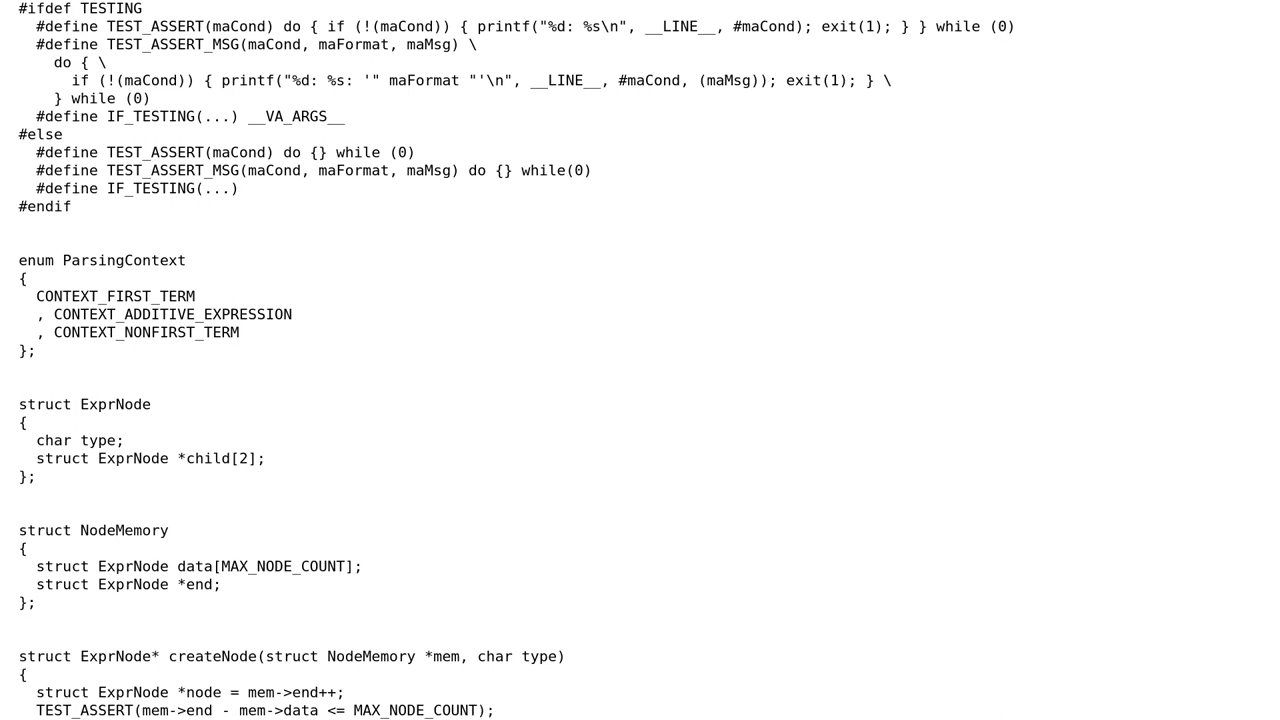 #ifdef TESTING
  #define TEST_ASSERT(maCond) do { if (!(maCond)) { printf("%d: %s\n", __LINE__, #maCond); exit(1); } } while (0)
  #define TEST_ASSERT_MSG(maCond, maFormat, maMsg) \
    do { \
      if (!(maCond)) { printf("%d: %s: '" maFormat "'\n", __LINE__, #maCond, (maMsg)); exit(1); } \
    } while (0)
  #define IF_TESTING(...) __VA_ARGS__
#else
  #define TEST_ASSERT(maCond) do {} while (0)
  #define TEST_ASSERT_MSG(maCond, maFormat, maMsg) do {} while(0)
  #define IF_TESTING(...)
#endif

enum ParsingContext
{
  CONTEXT_FIRST_TERM
  , CONTEXT_ADDITIVE_EXPRESSION
  , CONTEXT_NONFIRST_TERM
};

struct ExprNode
{
  char type;
  struct ExprNode *child[2];
};

struct NodeMemory
{
  struct ExprNode data[MAX_NODE_COUNT];
  struct ExprNode *end;
};

struct ExprNode* createNode(struct NodeMemory *mem, char type)
{
  struct ExprNode *node = mem->end++;
  TEST_ASSERT(mem->end - mem->data <= MAX_NODE_COUNT);